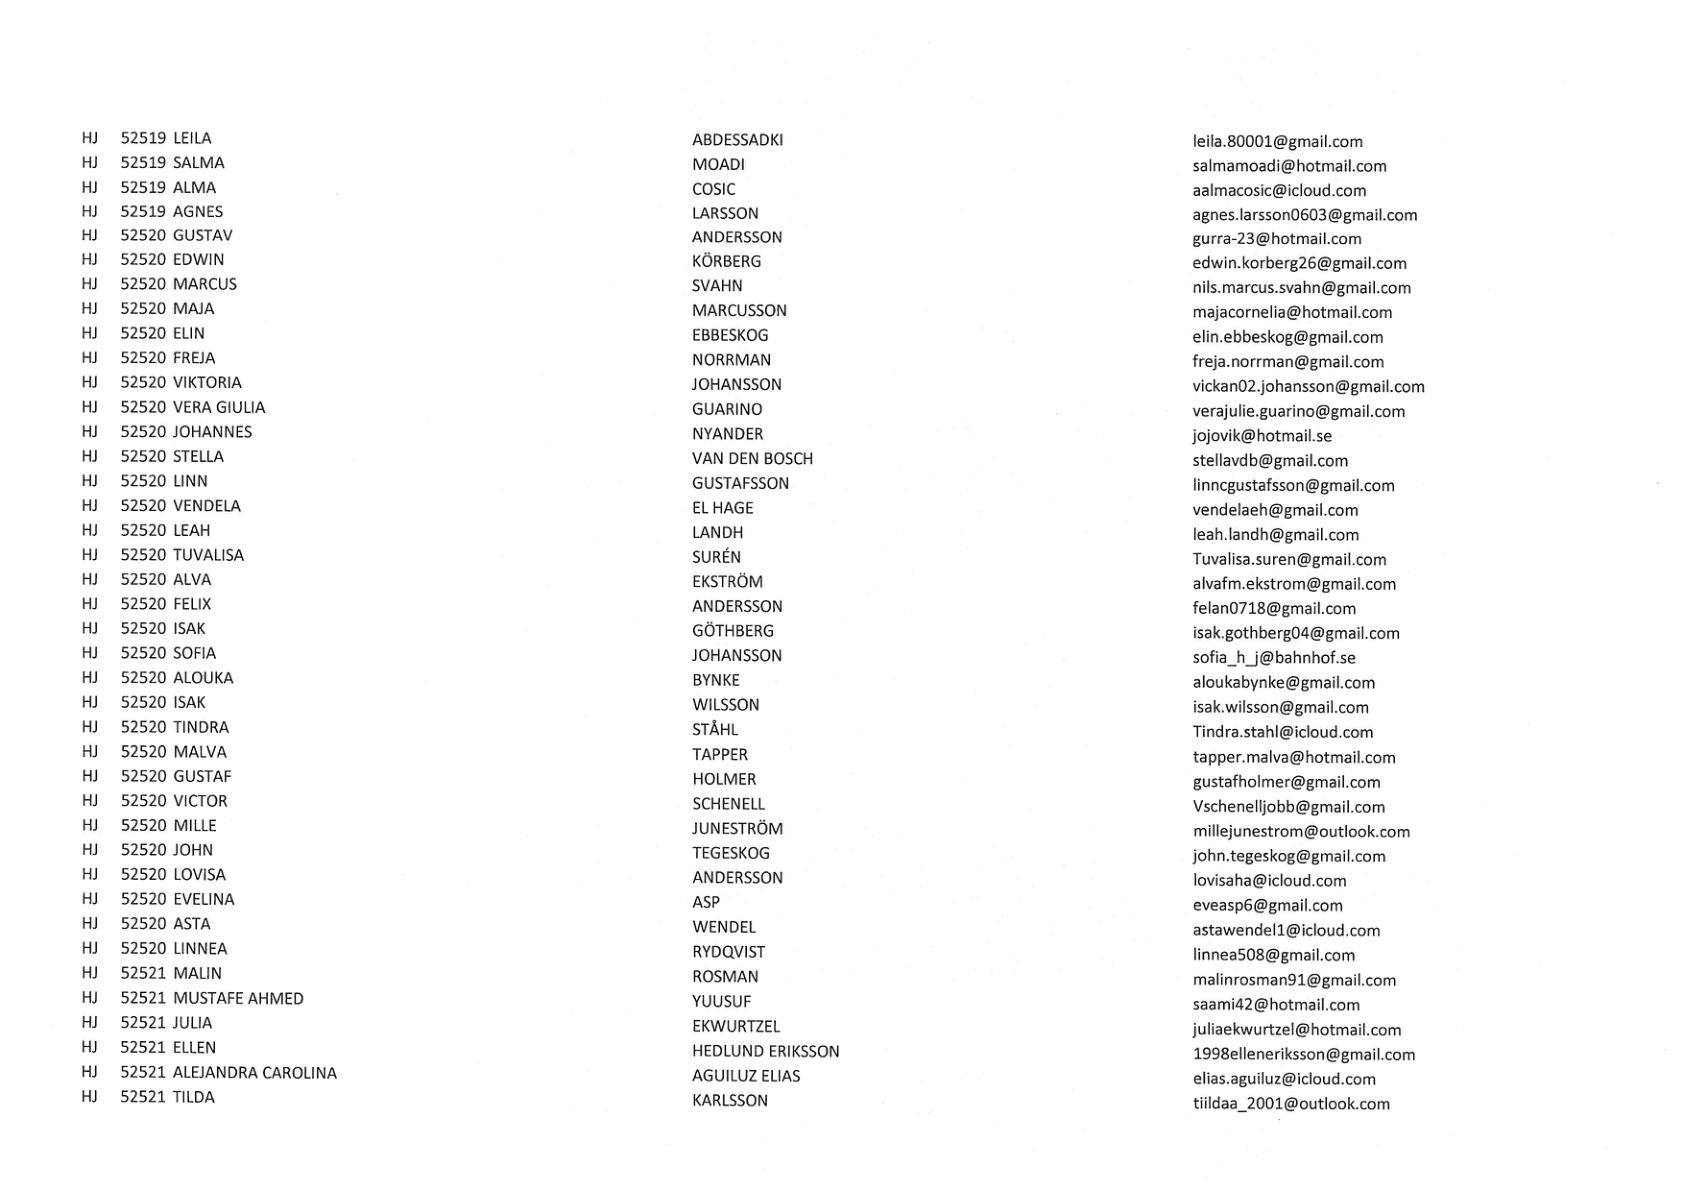 HJ 52519 LEILA ABDESSADKI leila.80001@gmail.com
HJ 52519 SALMA MOADI salmamoadi@hotmail.com
HJ 52519 ALMA COSIC aalmacosic@icloud.com
HJ 52519 AGNES LARSSON agnes.larsson0603@gmail.com
HJ 52520 GUSTAV ANDERSSON gurra-23@hotmail.com
HJ 52520 EDWIN KÖRBERG edwin.korberg26@gmail.com
HJ 52520 MARCUS SVAHN nils.marcus.svahn@gmail.com
HJ 52520 MAJA MARCUSSON majacornelia@hotmail.com
HJ 52520 ELIN EBBESKOG elin.ebbeskog@gmail.com
HJ 52520 FREJA NORRMAN freja.norrman@gmail.com
HJ 52520 VIKTORIA JOHANSSON vickan02.johansson@gmail.com
HJ 52520 VERA GIULIA GUARINO verajulie.guarino@gmail.com
HJ 52520 JOHANNES NYANDER jojovik@hotmail.se
HJ 52520 STELLA VAN DEN BOSCH stellavdb@gmail.com
HJ 52520 LINN GUSTAFSSON linncgustafsson@gmail.com
HJ 52520 VENDELA EL HAGE vendelaeh@gmail.com
HJ 52520 LEAH LANDH leah.landh@gmail.com
HJ 52520 TUVALISA SURÉN Tuvalisa.suren@gmail.com
HJ 52520 ALVA EKSTRÖM alvafm.ekstrom@gmail.com
HJ 52520 FELIX ANDERSSON felan0718@gmail.com
HJ 52520 ISAK GÖTHBERG isak.gothberg04@gmail.com
HJ 52520 SOFIA JOHANSSON sofia_h_j@bahnhof.se
HJ 52520 ALOUKA BYNKE aloukabynke@gmail.com
HJ 52520 ISAK WILSSON isak.wilsson@gmail.com
HJ 52520 TINDRA STÅHL Tindra.stahl@icloud.com
HJ 52520 MALVA TAPPER tapper.malva@hotmail.com
HJ 52520 GUSTAF HOLMER gustafholmer@gmail.com
HJ 52520 VICTOR SCHENELL Vschenelljobb@gmail.com
HJ 52520 MILLE JUNESTRÖM millejunestrom@outlook.com
HJ 52520 JOHN TEGESKOG john.tegeskog@gmail.com
HJ 52520 LOVISA ANDERSSON lovisaha@icloud.com
HJ 52520 EVELINA ASP eveasp6@gmail.com
HJ 52520 ASTA WENDEL astawendel1@icloud.com
HJ 52520 LINNEA RYDQVIST linnea508@gmail.com
HJ 52521 MALIN ROSMAN malinrosman91@gmail.com
HJ 52521 MUSTAFE AHMED YUUSUF saami42@hotmail.com
HJ 52521 JULIA EKWURTZEL juliaekwurtzel@hotmail.com
HJ 52521 ELLEN HEDLUND ERIKSSON 1998elleneriksson@gmail.com
HJ 52521 ALEJANDRA CAROLINA AGUILUZ ELIAS elias.aguiluz@icloud.com
HJ 52521 TILDA KARLSSON tiildaa_2001@outlook.com